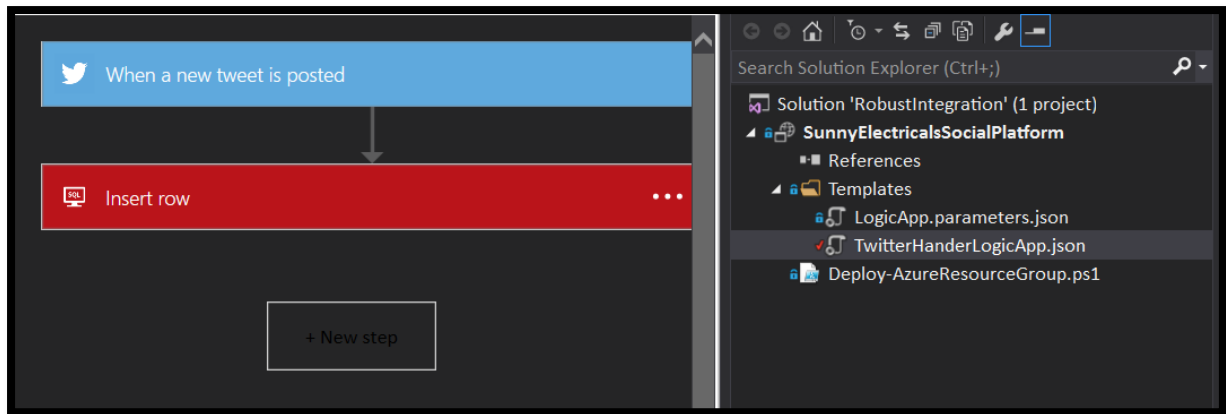 When a new tweet is posted
SQL
Insert row
+ New step
Search Solution Explorer (Ctrl+;)
Solution 'RobustIntegration' (1 project)
SunnyElectricalsSocialPlatform
References
Templates
LogicApp.parameters.json
TwitterHanderLogicApp.json
Deploy-AzureResourceGroup.ps1